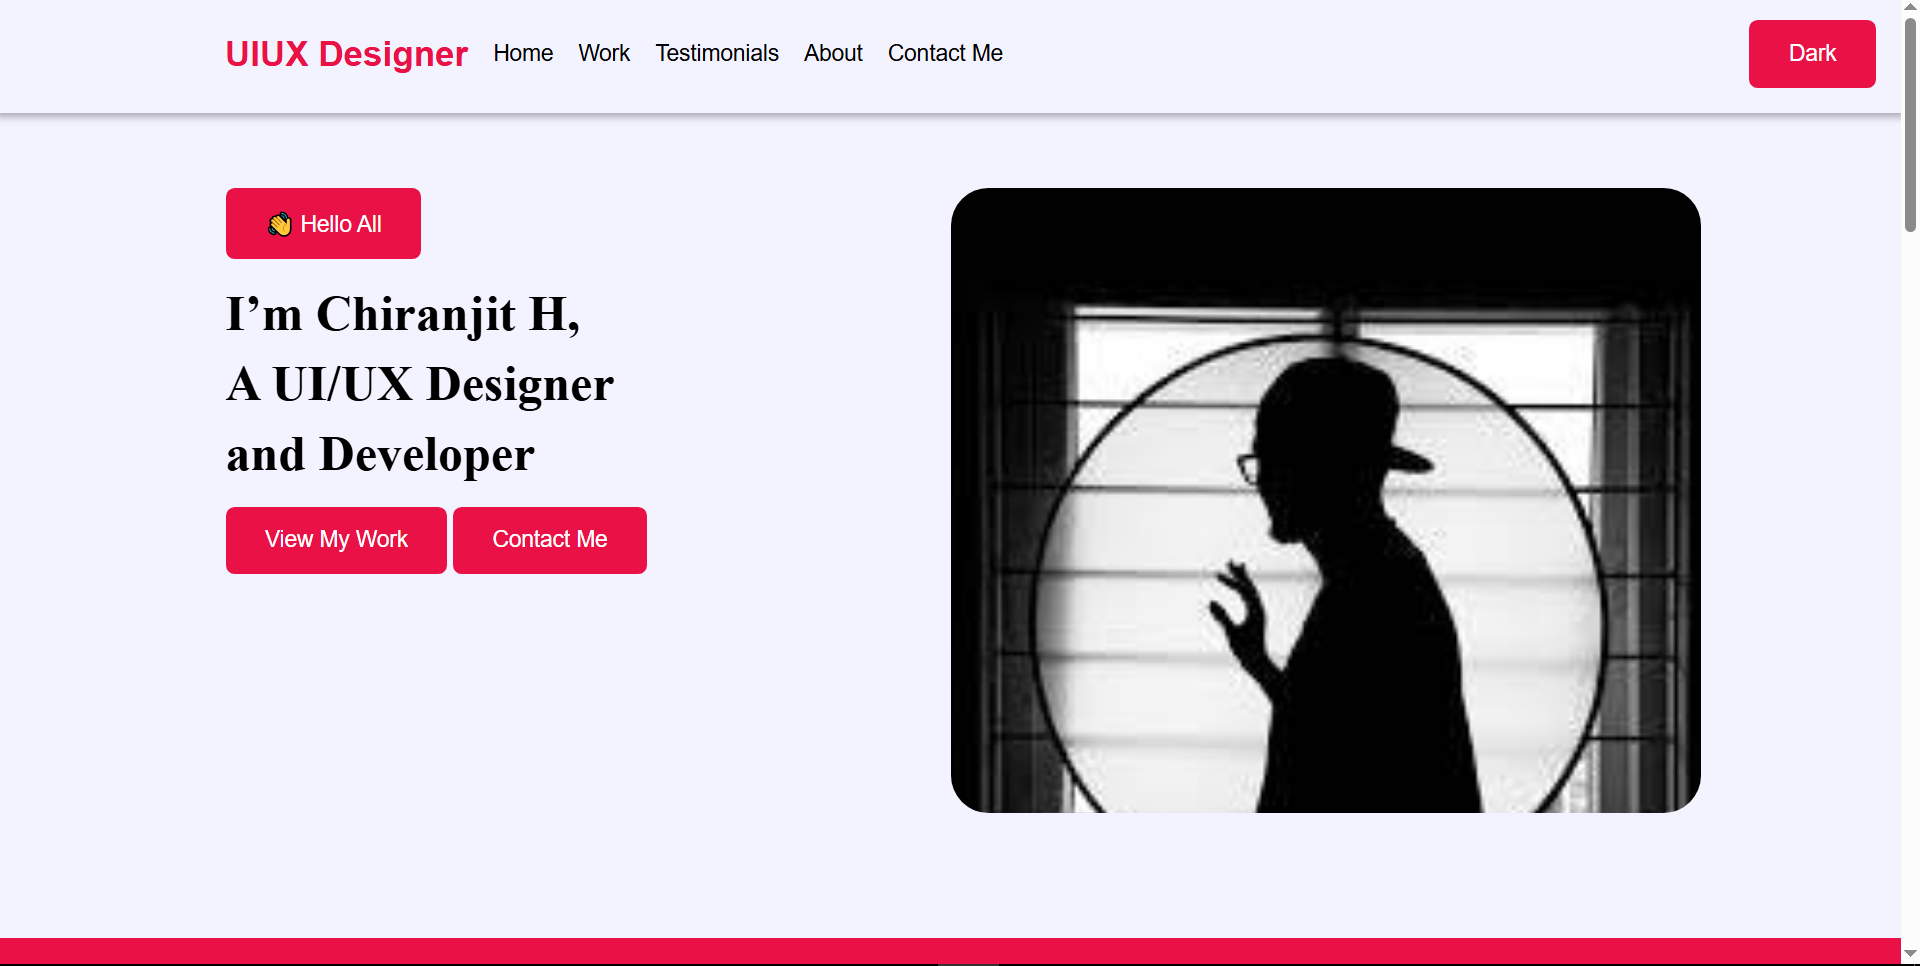 UIUX Designer Home Work Testimonials About Contact Me Dark
👋 Hello All
I’m Chiranjit H,
A UI/UX Designer
and Developer
View My Work Contact Me